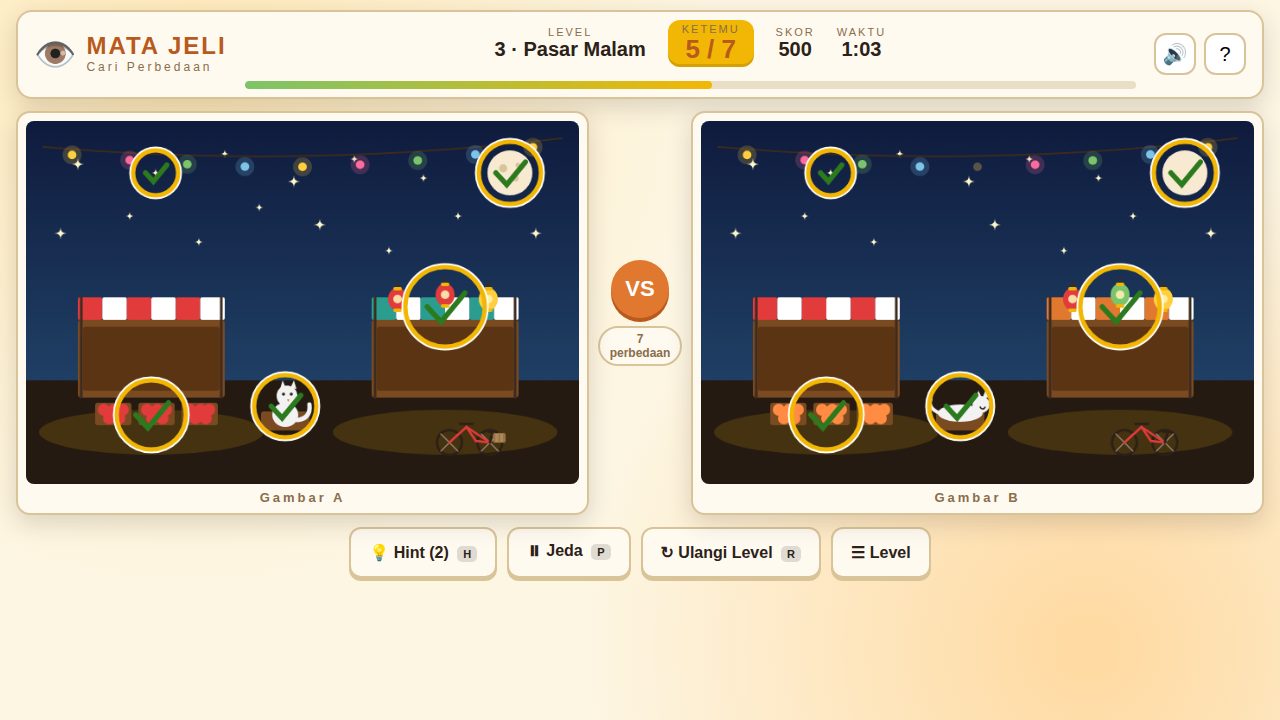 MATA JELI
Cari Perbedaan
LEVEL
3 · Pasar Malam
KETEMU
5 / 7
SKOR
500
WAKTU
1:03
?
VS
7
perbedaan
Gambar A
Gambar B
Hint (2) H
Jeda P
Ulangi Level R
Level